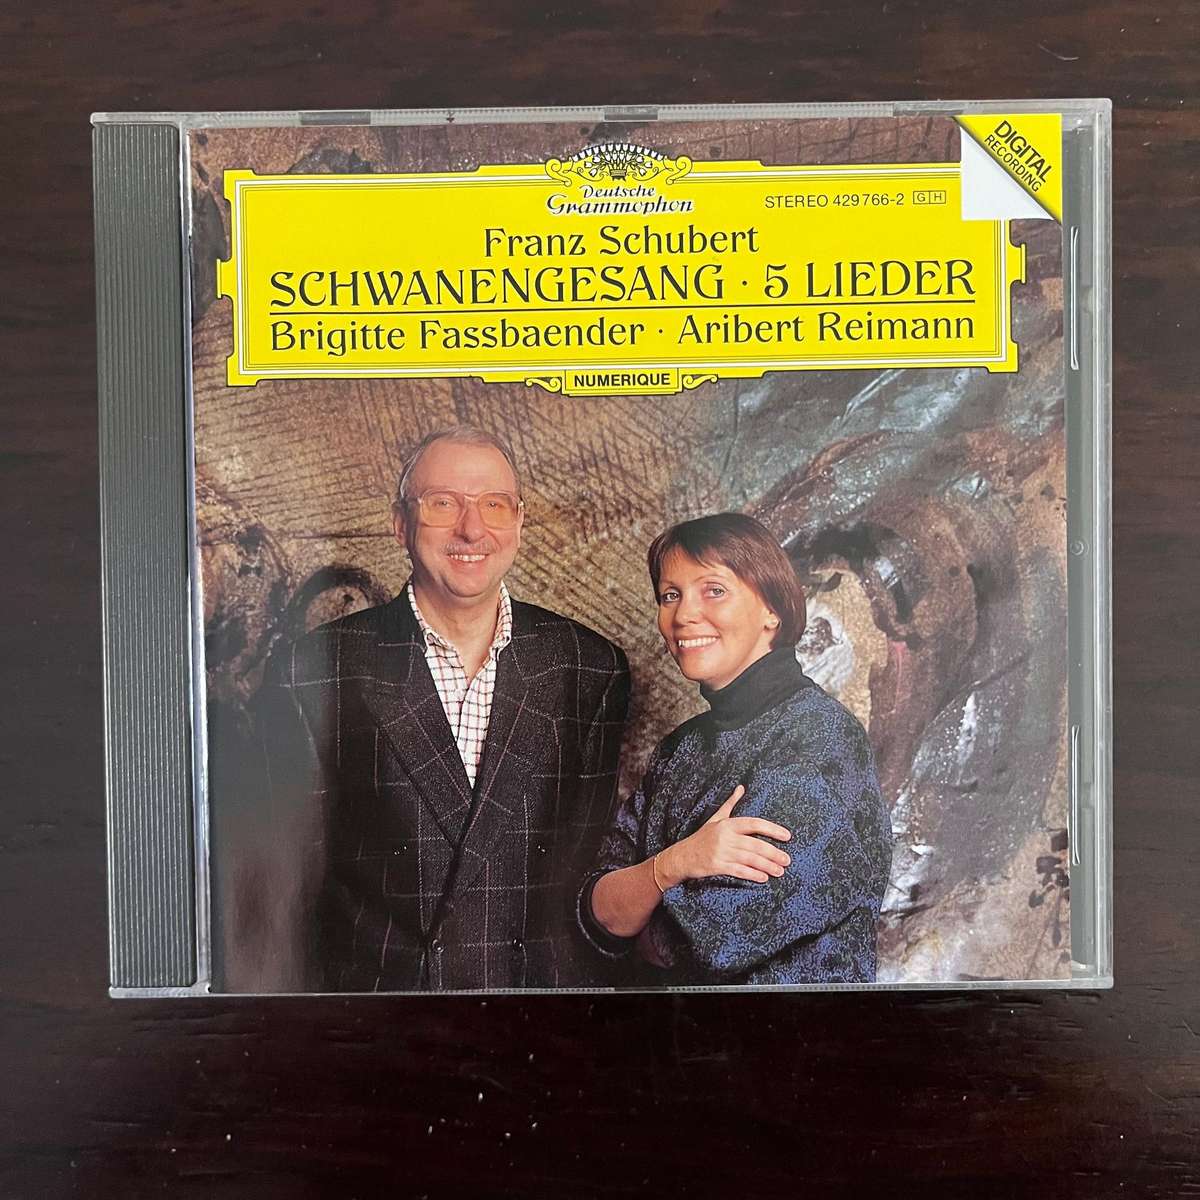 DIGITAL
RECORDING
Deutsche
Grammophon
STEREO 429 766-2 GH
Franz Schubert
SCHWANENGESANG · 5 LIEDER
Brigitte Fassbaender · Aribert Reimann
NUMERIQUE